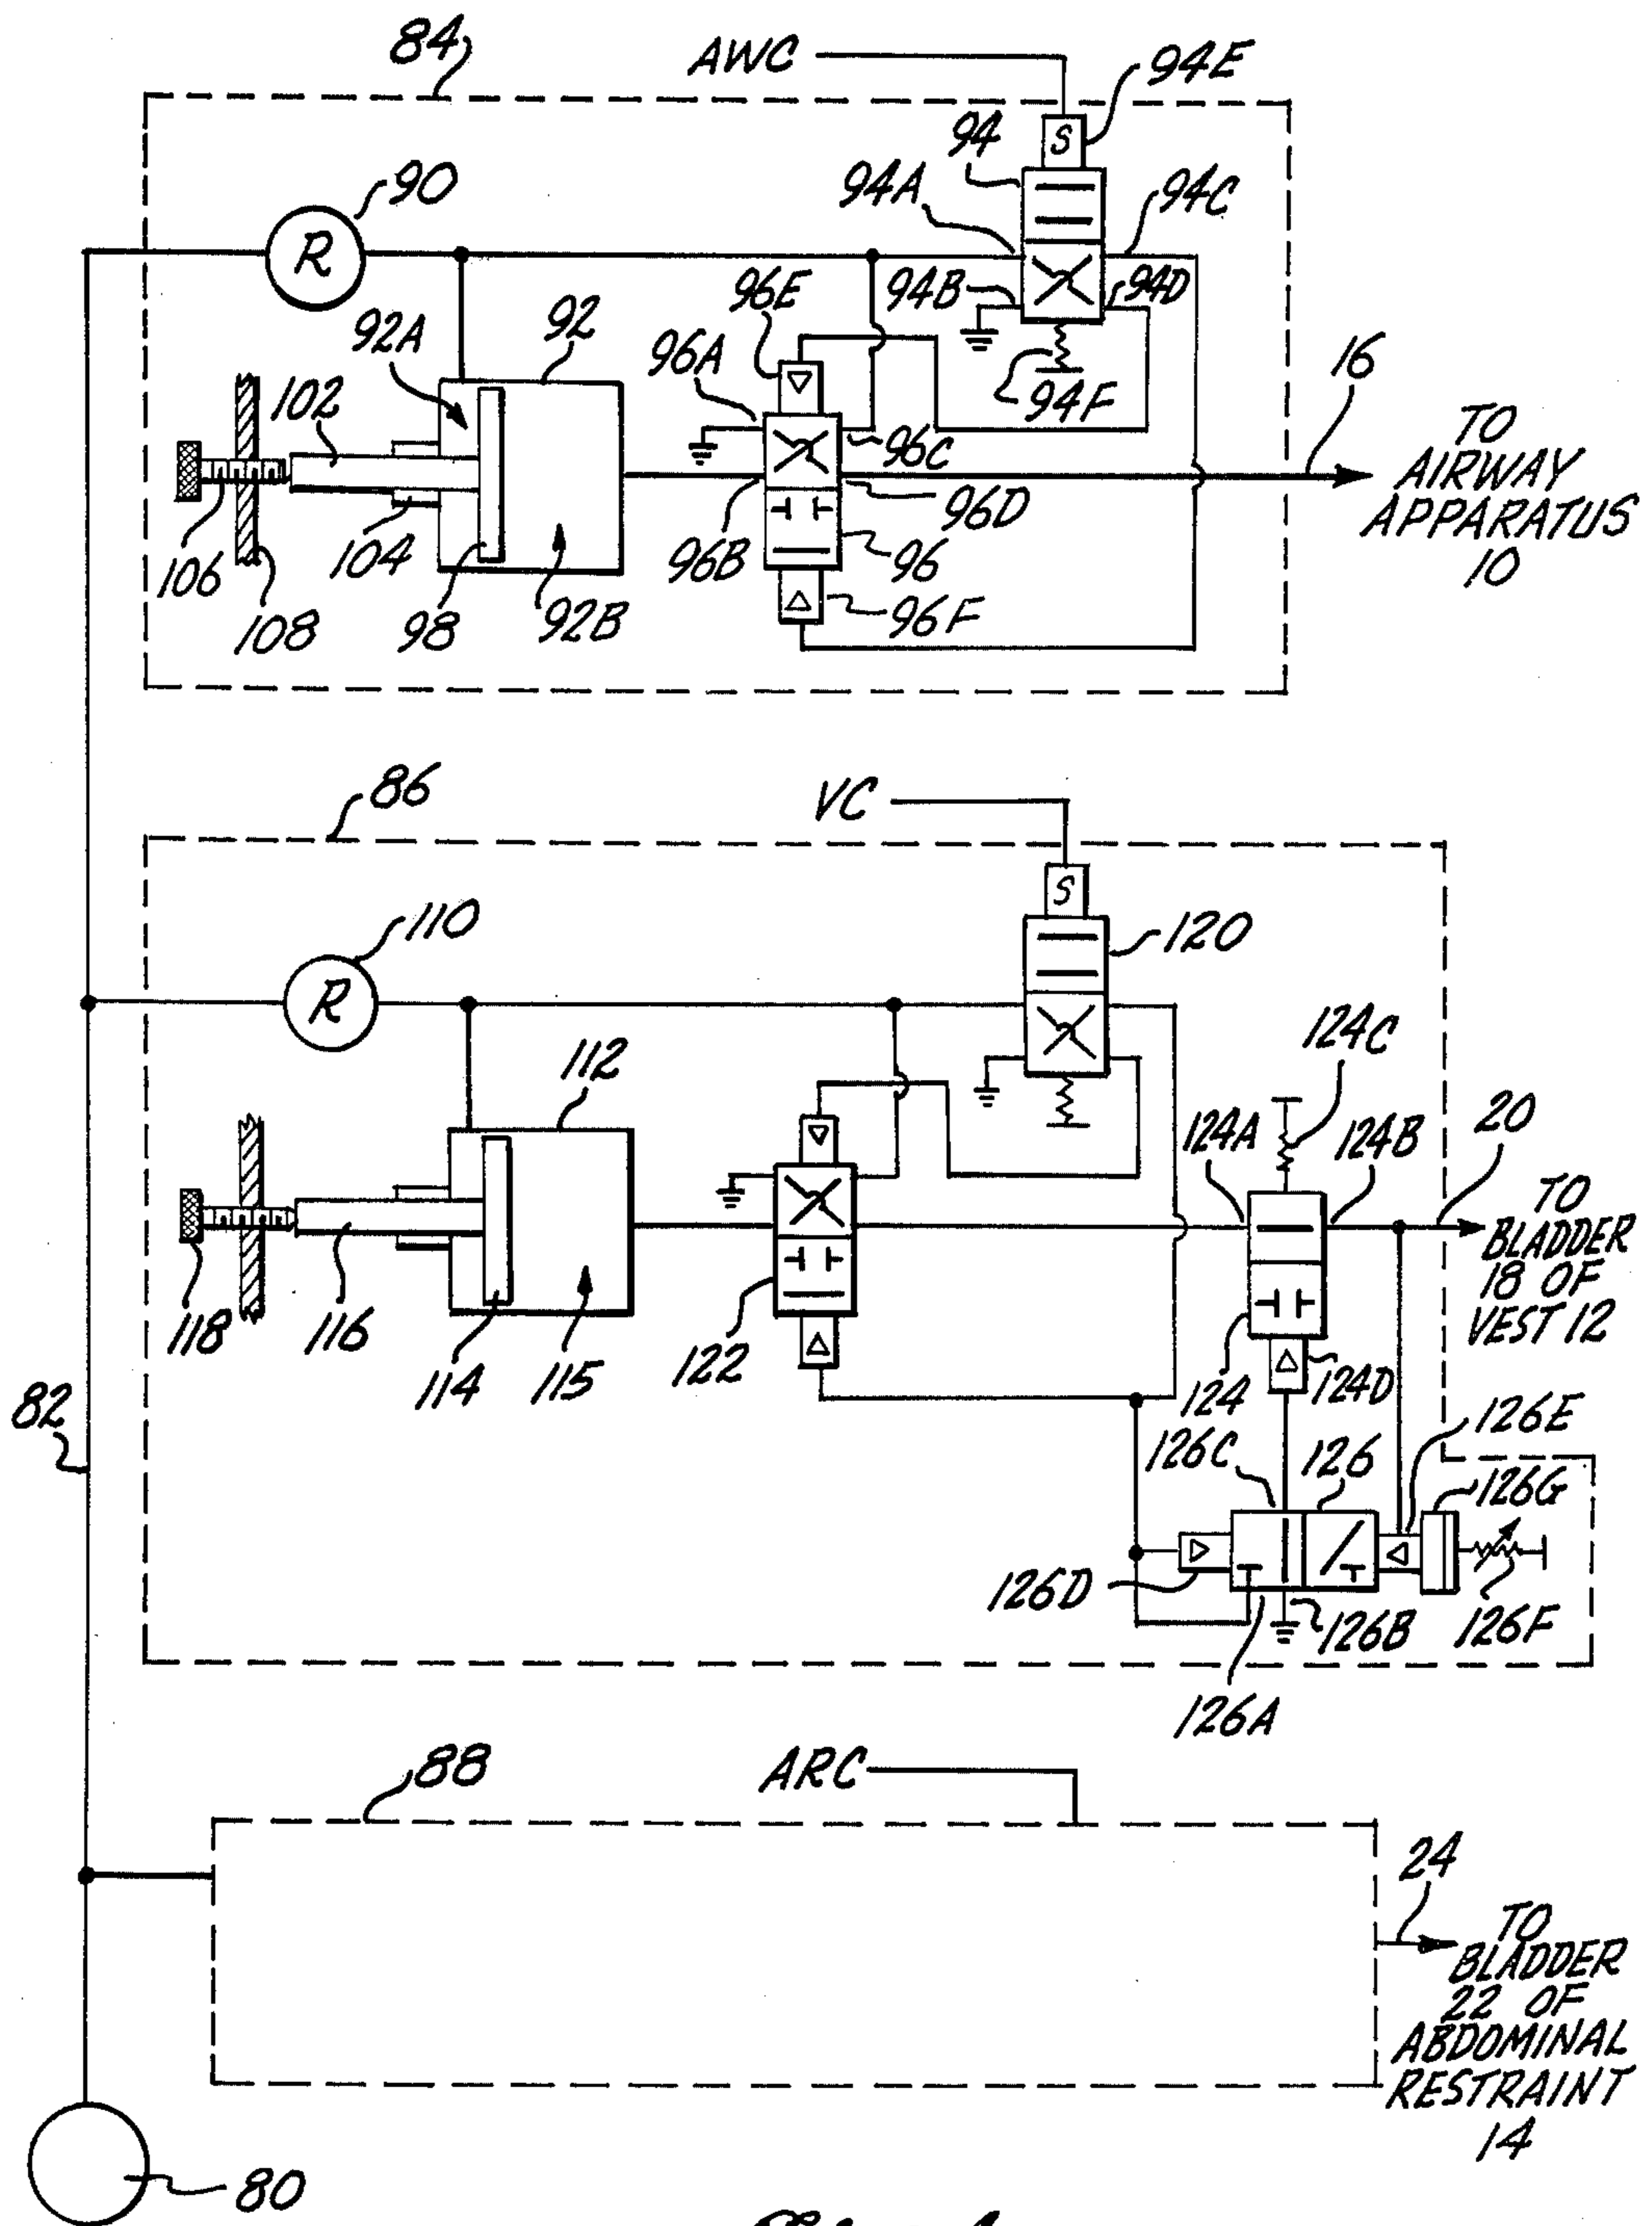 84
AWC
94E
S
94
90
94A
94C
R
96E
94B
94D
92A
92
96A
16
102
94F
TO
AIRWAY
APPARATUS
10
96C
96D
104
96B
96
106
108
98
92B
96F
86
VC
S
110
120
R
124C
112
124A
124B
20
TO
BLADDER
18 OF
VEST 12
118
116
114
115
122
124
124D
82
126E
126C
126
126G
126D
126B
126F
126A
88
ARC
24
TO
BLADDER
22 OF
ABDOMINAL
RESTRAINT
14
80